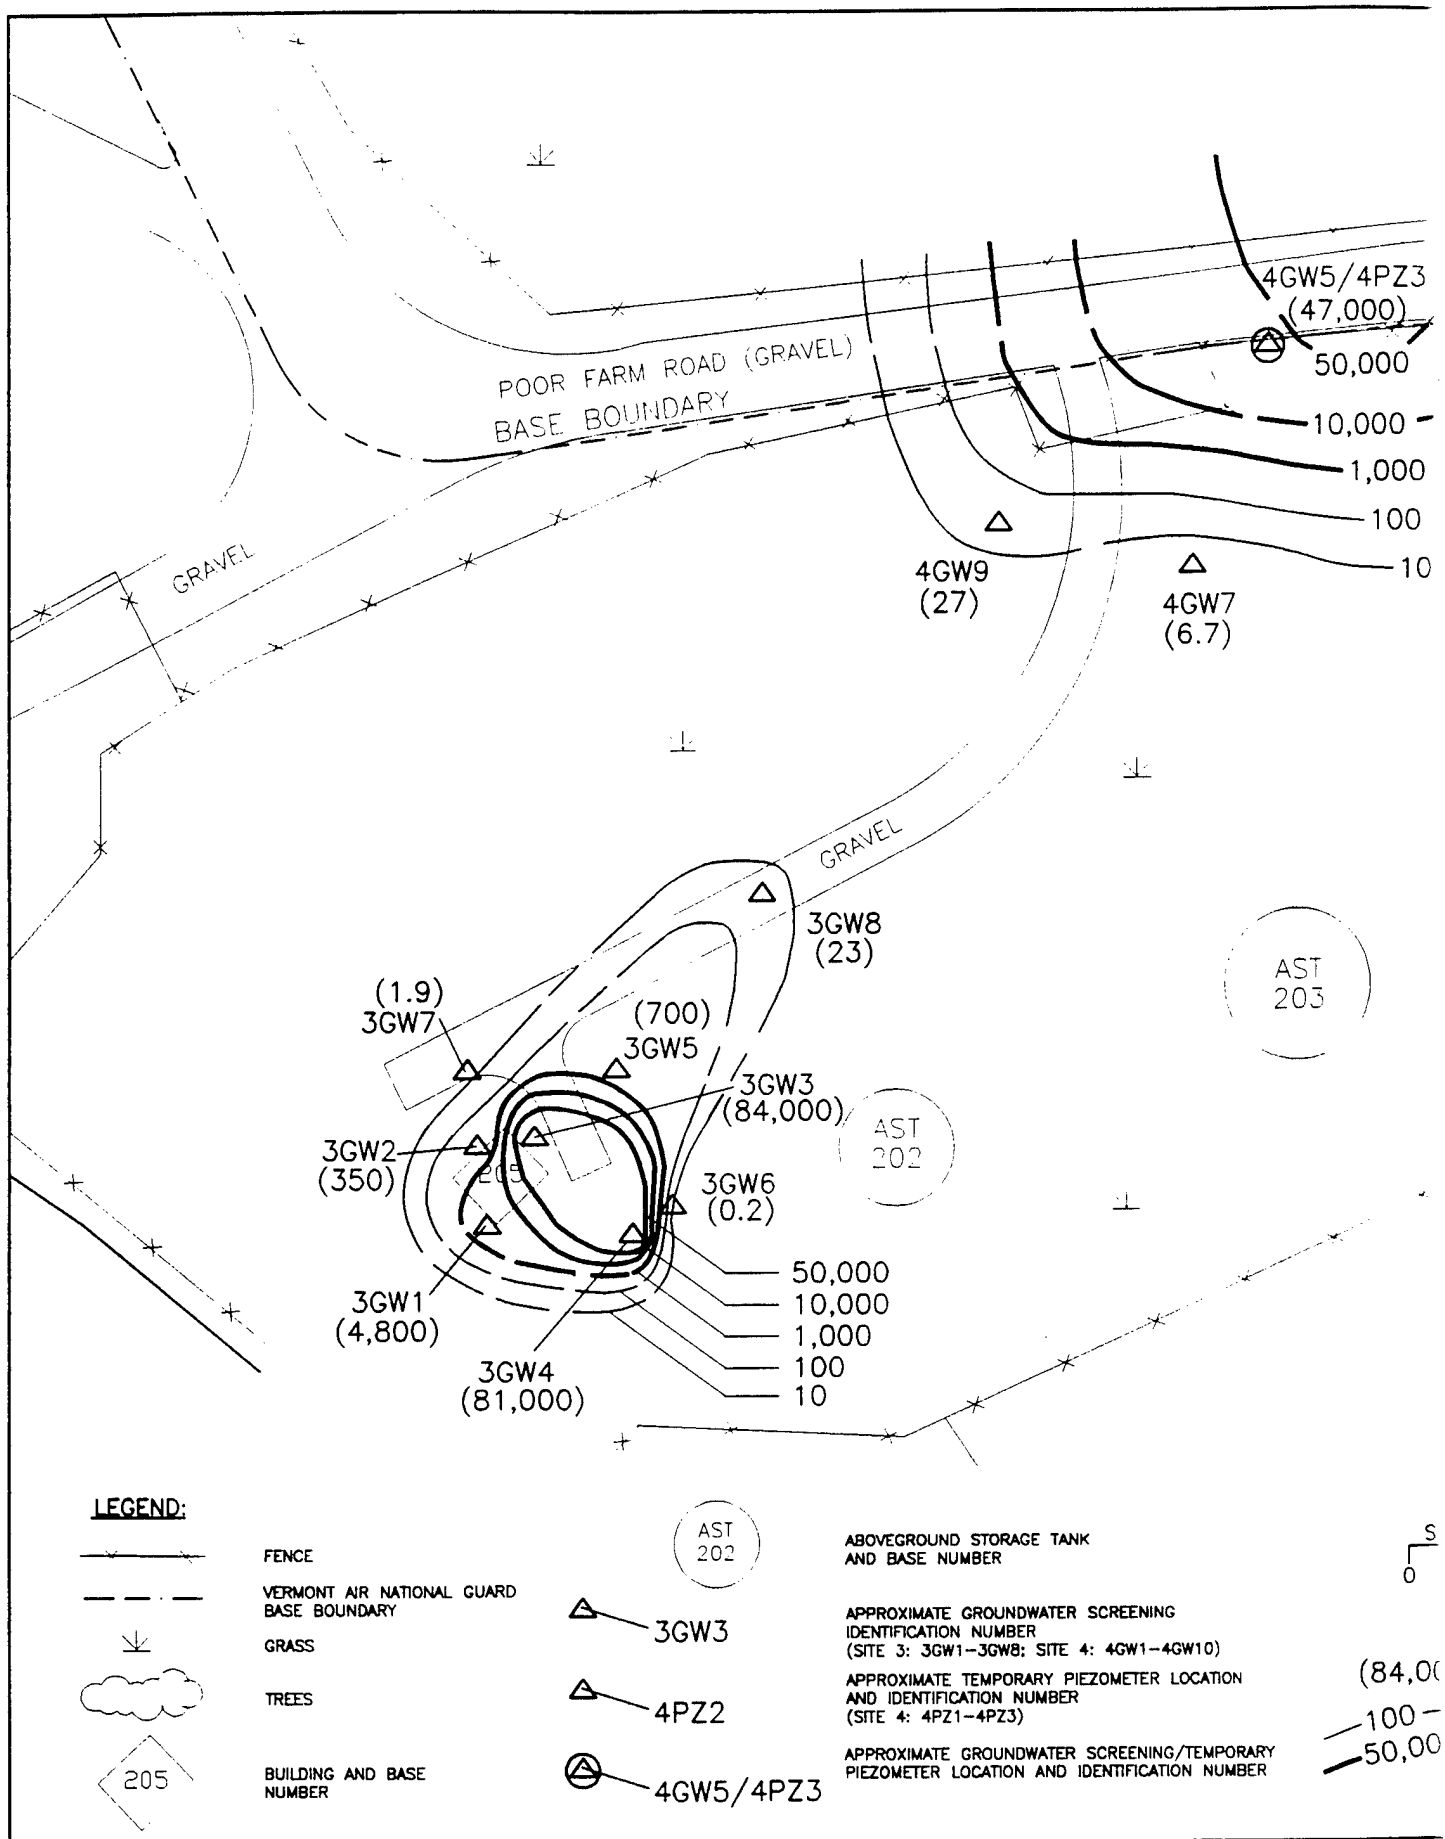 4GW5/4PZ3
(47,000)
50,000
10,000
1,000
100
10
POOR FARM ROAD (GRAVEL)
BASE BOUNDARY
GRAVEL
4GW9
(27)
4GW7
(6.7)
GRAVEL
3GW8
(23)
AST
203
(1.9)
3GW7
(700)
3GW5
3GW3
(84,000)
AST
202
3GW2
(350)
205
3GW6
(0.2)
50,000
10,000
1,000
100
10
3GW1
(4,800)
3GW4
(81,000)
LEGEND:
FENCE
VERMONT AIR NATIONAL GUARD
BASE BOUNDARY
GRASS
TREES
205
BUILDING AND BASE
NUMBER
AST
202
3GW3
4PZ2
4GW5/4PZ3
ABOVEGROUND STORAGE TANK
AND BASE NUMBER
APPROXIMATE GROUNDWATER SCREENING
IDENTIFICATION NUMBER
(SITE 3: 3GW1-3GW8; SITE 4: 4GW1-4GW10)
APPROXIMATE TEMPORARY PIEZOMETER LOCATION
AND IDENTIFICATION NUMBER
(SITE 4: 4PZ1-4PZ3)
APPROXIMATE GROUNDWATER SCREENING/TEMPORARY
PIEZOMETER LOCATION AND IDENTIFICATION NUMBER
S
0
(84,00
100
50,00